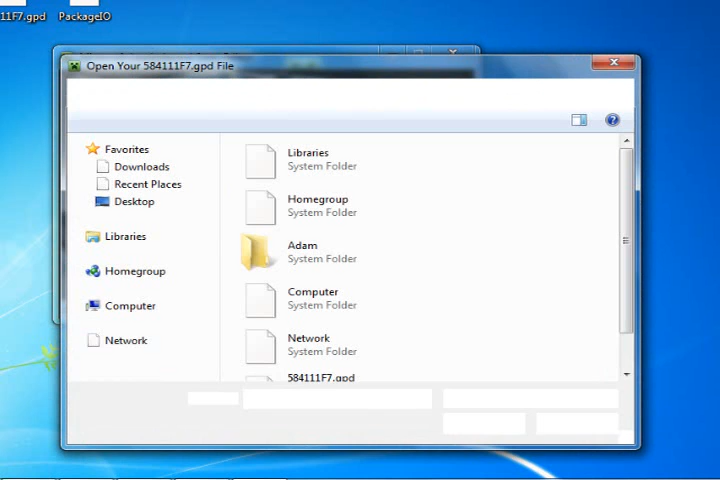 11F7.gpd PackageIO
Open Your 584111F7.gpd File
Favorites
Downloads
Recent Places
Desktop
Libraries
Homegroup
Computer
Network
Libraries
System Folder
Homegroup
System Folder
Adam
System Folder
Computer
System Folder
Network
System Folder
584111F7.gpd